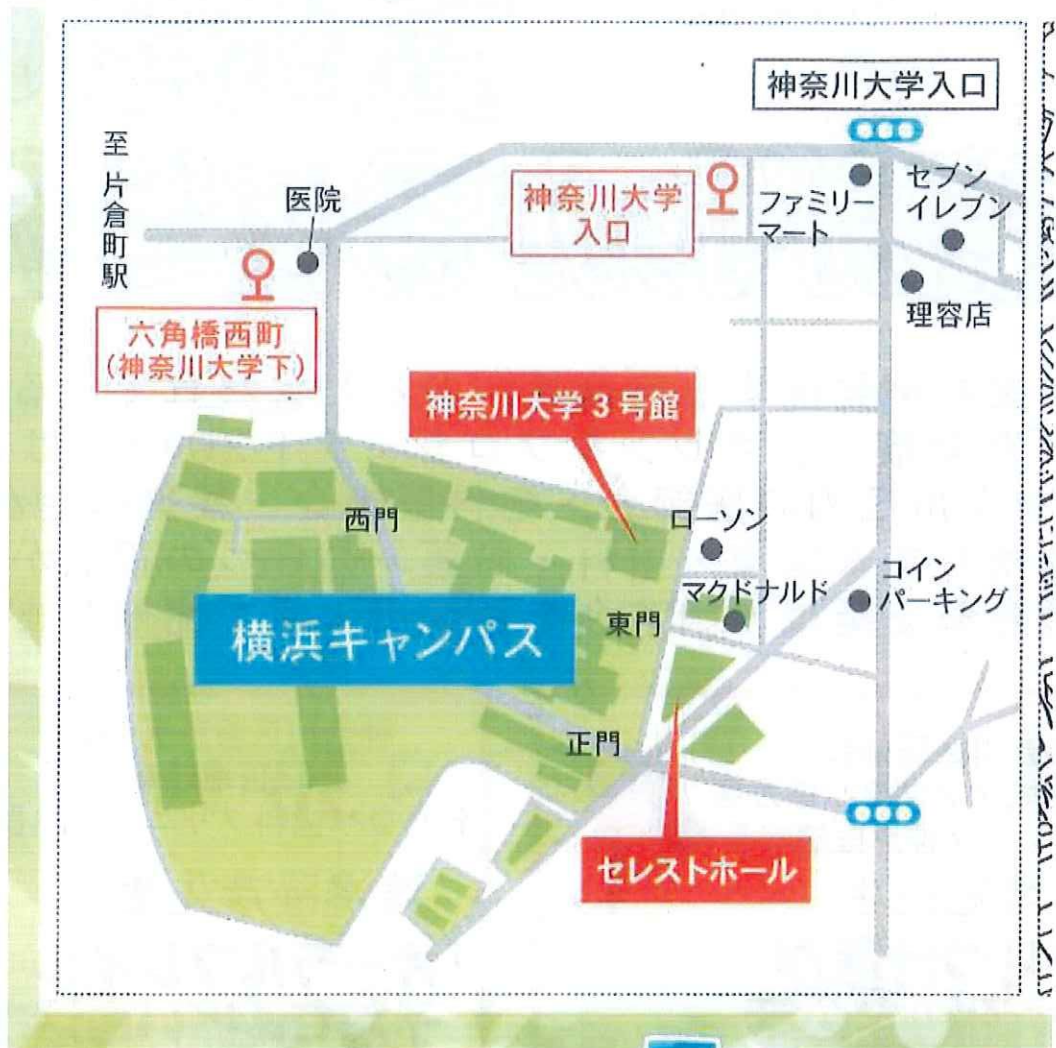 神奈川大学入口
至片倉町駅
医院
神奈川大学
入口
ファミリー
マート
セブン
イレブン
理容店
六角橋西町
(神奈川大学下)
神奈川大学3号館
西門
ローソン
マクドナルド
コイン
パーキング
東門
横浜キャンパス
正門
セレストホール